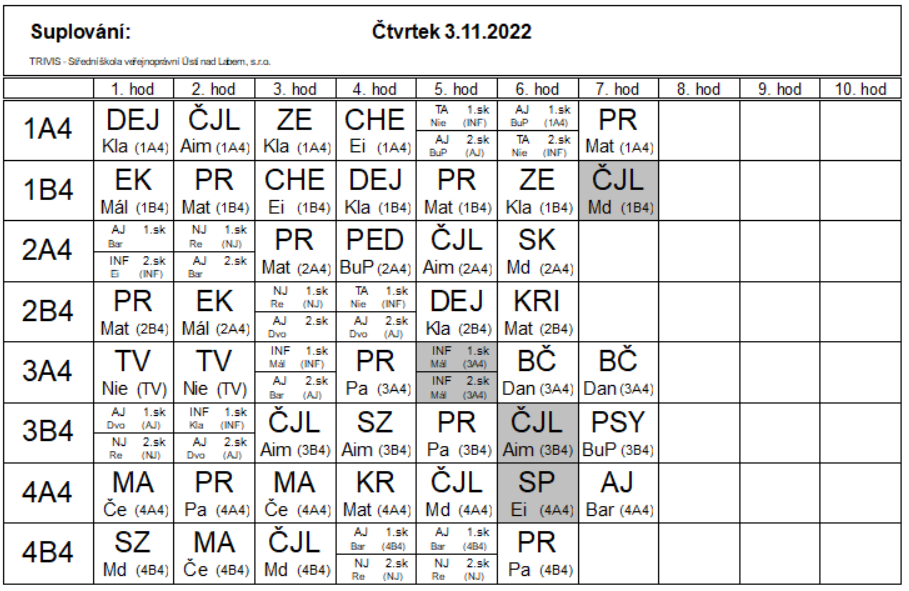 Suplování: Čtvrtek 3.11.2022
TRIVIS - Střední škola veřejnoprávní Ústí nad Labem, s.r.o.
1. hod 2. hod 3. hod 4. hod 5. hod 6. hod 7. hod 8. hod 9. hod 10. hod
1A4
DEJ Kla (1A4)
ČJL Aim (1A4)
ZE Kla (1A4)
CHE Ei (1A4)
TA 1.sk Nie (INF)
AJ 2.sk BuP (AJ)
AJ 1.sk BuP (1A4)
TA 2.sk Nie (INF)
PR Mat (1A4)
1B4
EK Mál (1B4)
PR Mat (1B4)
CHE Ei (1B4)
DEJ Kla (1B4)
PR Mat (1B4)
ZE Kla (1B4)
ČJL Md (1B4)
2A4
AJ 1.sk Bar
INF 2.sk Ei (INF)
NJ 1.sk Re (NJ)
AJ 2.sk Bar
PR Mat (2A4)
PED BuP (2A4)
ČJL Aim (2A4)
SK Md (2A4)
2B4
PR Mat (2B4)
EK Mál (2A4)
NJ 1.sk Re (NJ)
AJ 2.sk Dvo
TA 1.sk Nie (INF)
AJ 2.sk Dvo (AJ)
DEJ Kla (2B4)
KRI Mat (2B4)
3A4
TV Nie (TV)
TV Nie (TV)
INF 1.sk Mál (INF)
AJ 2.sk Bar (AJ)
PR Pa (3A4)
INF 1.sk Mál (3A4)
INF 2.sk Mál (3A4)
BČ Dan (3A4)
BČ Dan (3A4)
3B4
AJ 1.sk Dvo (AJ)
NJ 2.sk Re (NJ)
INF 1.sk Kla (INF)
AJ 2.sk Dvo (AJ)
ČJL Aim (3B4)
SZ Aim (3B4)
PR Pa (3B4)
ČJL Aim (3B4)
PSY BuP (3B4)
4A4
MA Če (4A4)
PR Pa (4A4)
MA Če (4A4)
KR Mat (4A4)
ČJL Md (4A4)
SP Ei (4A4)
AJ Bar (4A4)
4B4
SZ Md (4B4)
MA Če (4B4)
ČJL Md (4B4)
AJ 1.sk Bar (4B4)
NJ 2.sk Re (NJ)
AJ 1.sk Bar (4B4)
NJ 2.sk Re (NJ)
PR Pa (4B4)